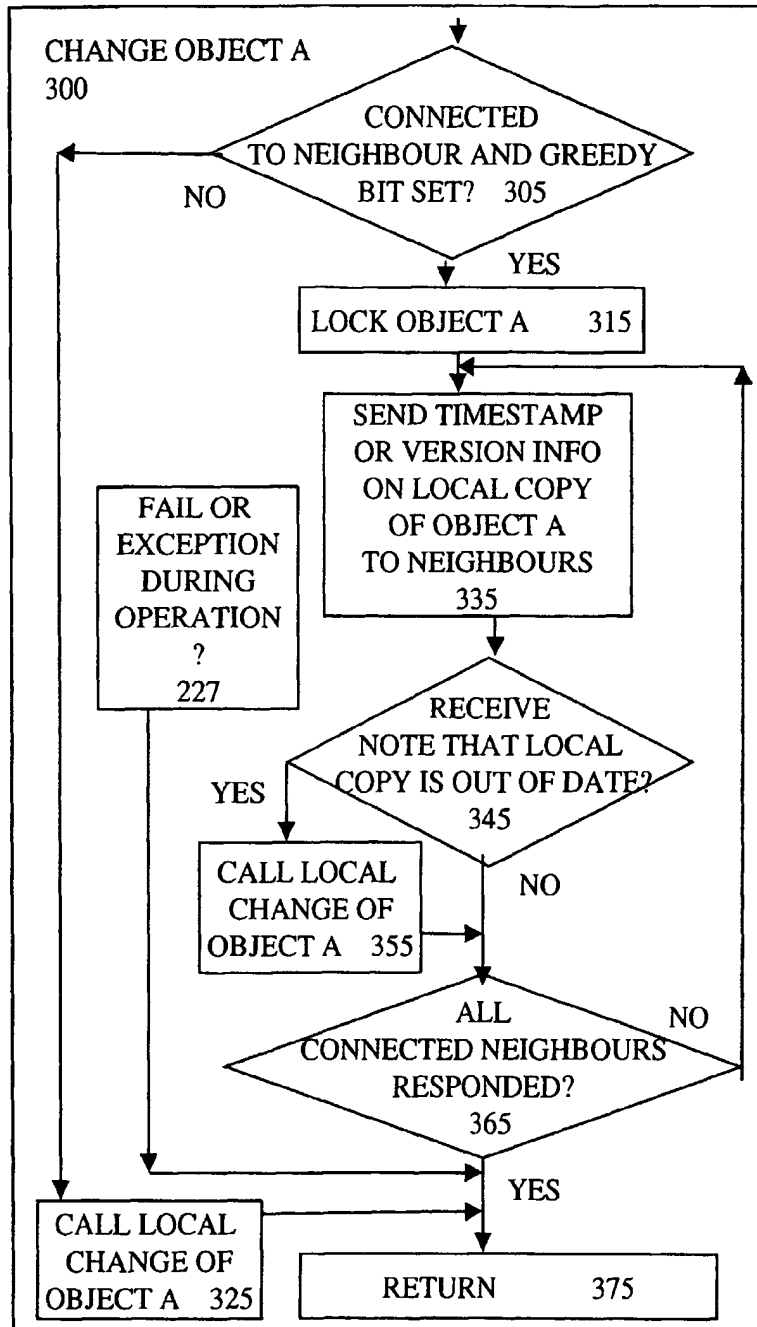 CHANGE OBJECT A
300
CONNECTED
TO NEIGHBOUR AND GREEDY
BIT SET? 305
NO
YES
LOCK OBJECT A 315
SEND TIMESTAMP
OR VERSION INFO
ON LOCAL COPY
OF OBJECT A
TO NEIGHBOURS
335
FAIL OR
EXCEPTION
DURING
OPERATION
?
227
RECEIVE
NOTE THAT LOCAL
COPY IS OUT OF DATE?
345
YES
NO
CALL LOCAL
CHANGE OF
OBJECT A 355
ALL
CONNECTED NEIGHBOURS
RESPONDED?
365
NO
YES
CALL LOCAL
CHANGE OF
OBJECT A 325
RETURN 375